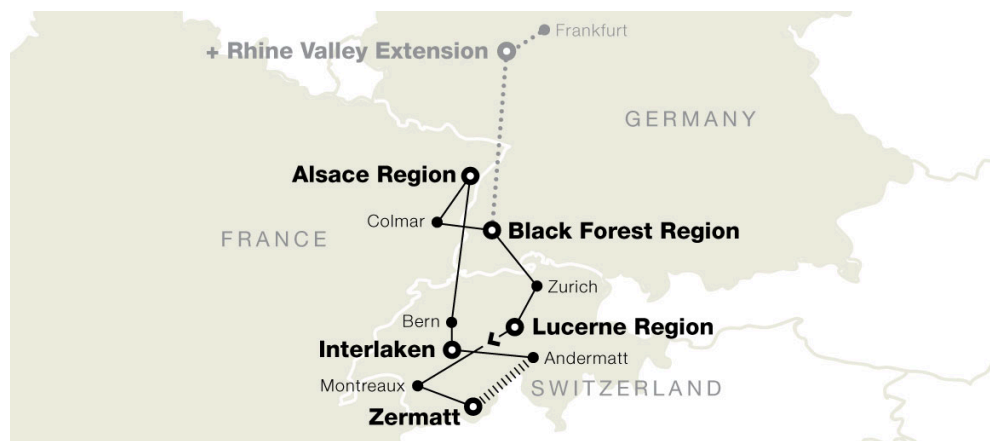 Frankfurt
+ Rhine Valley Extension
GERMANY
Alsace Region
Colmar
Black Forest Region
FRANCE
Zurich
Bern
Lucerne Region
Interlaken
Andermatt
Montreaux
SWITZERLAND
Zermatt